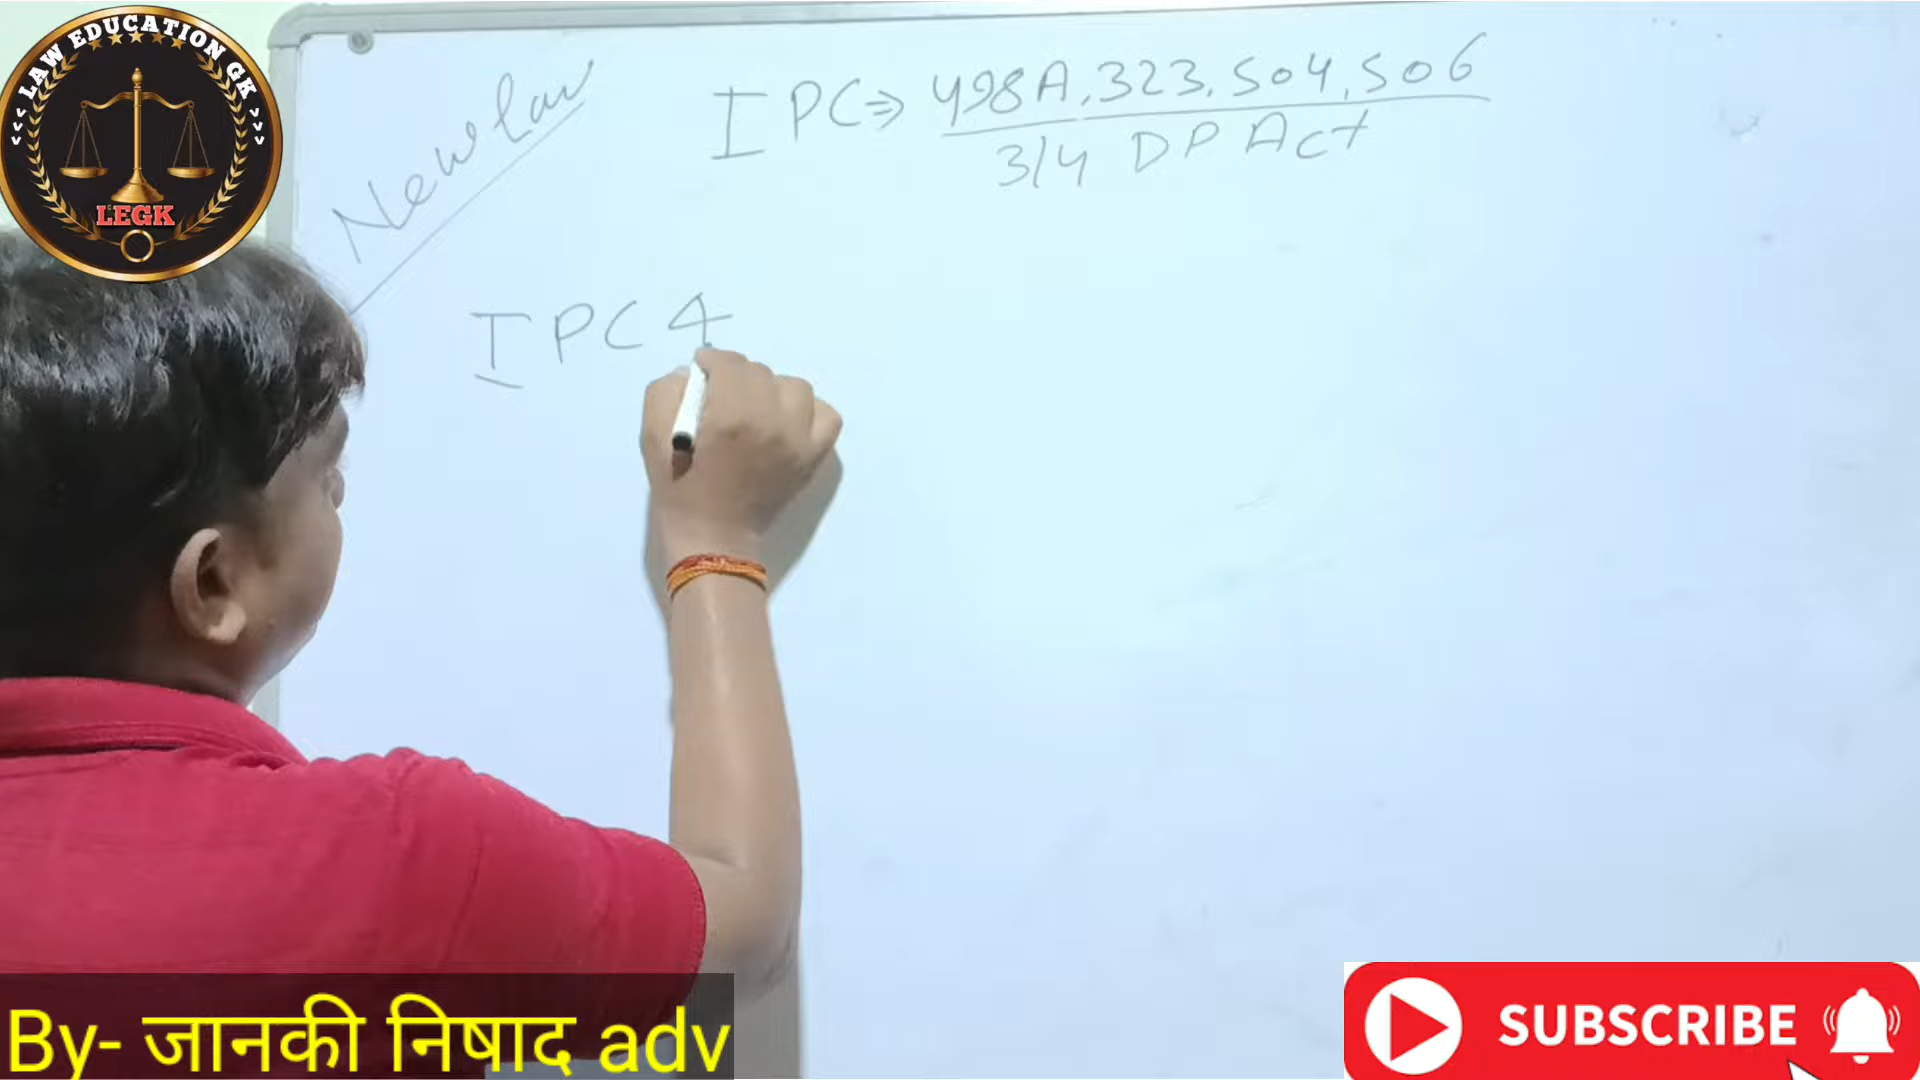 <<< LAW EDUCATION GK >>>
LEGK
New law
IPC⇒ 498A, 323, 504, 506
3/4 DP Act
IPC 4
By- जानकी निषाद adv
SUBSCRIBE